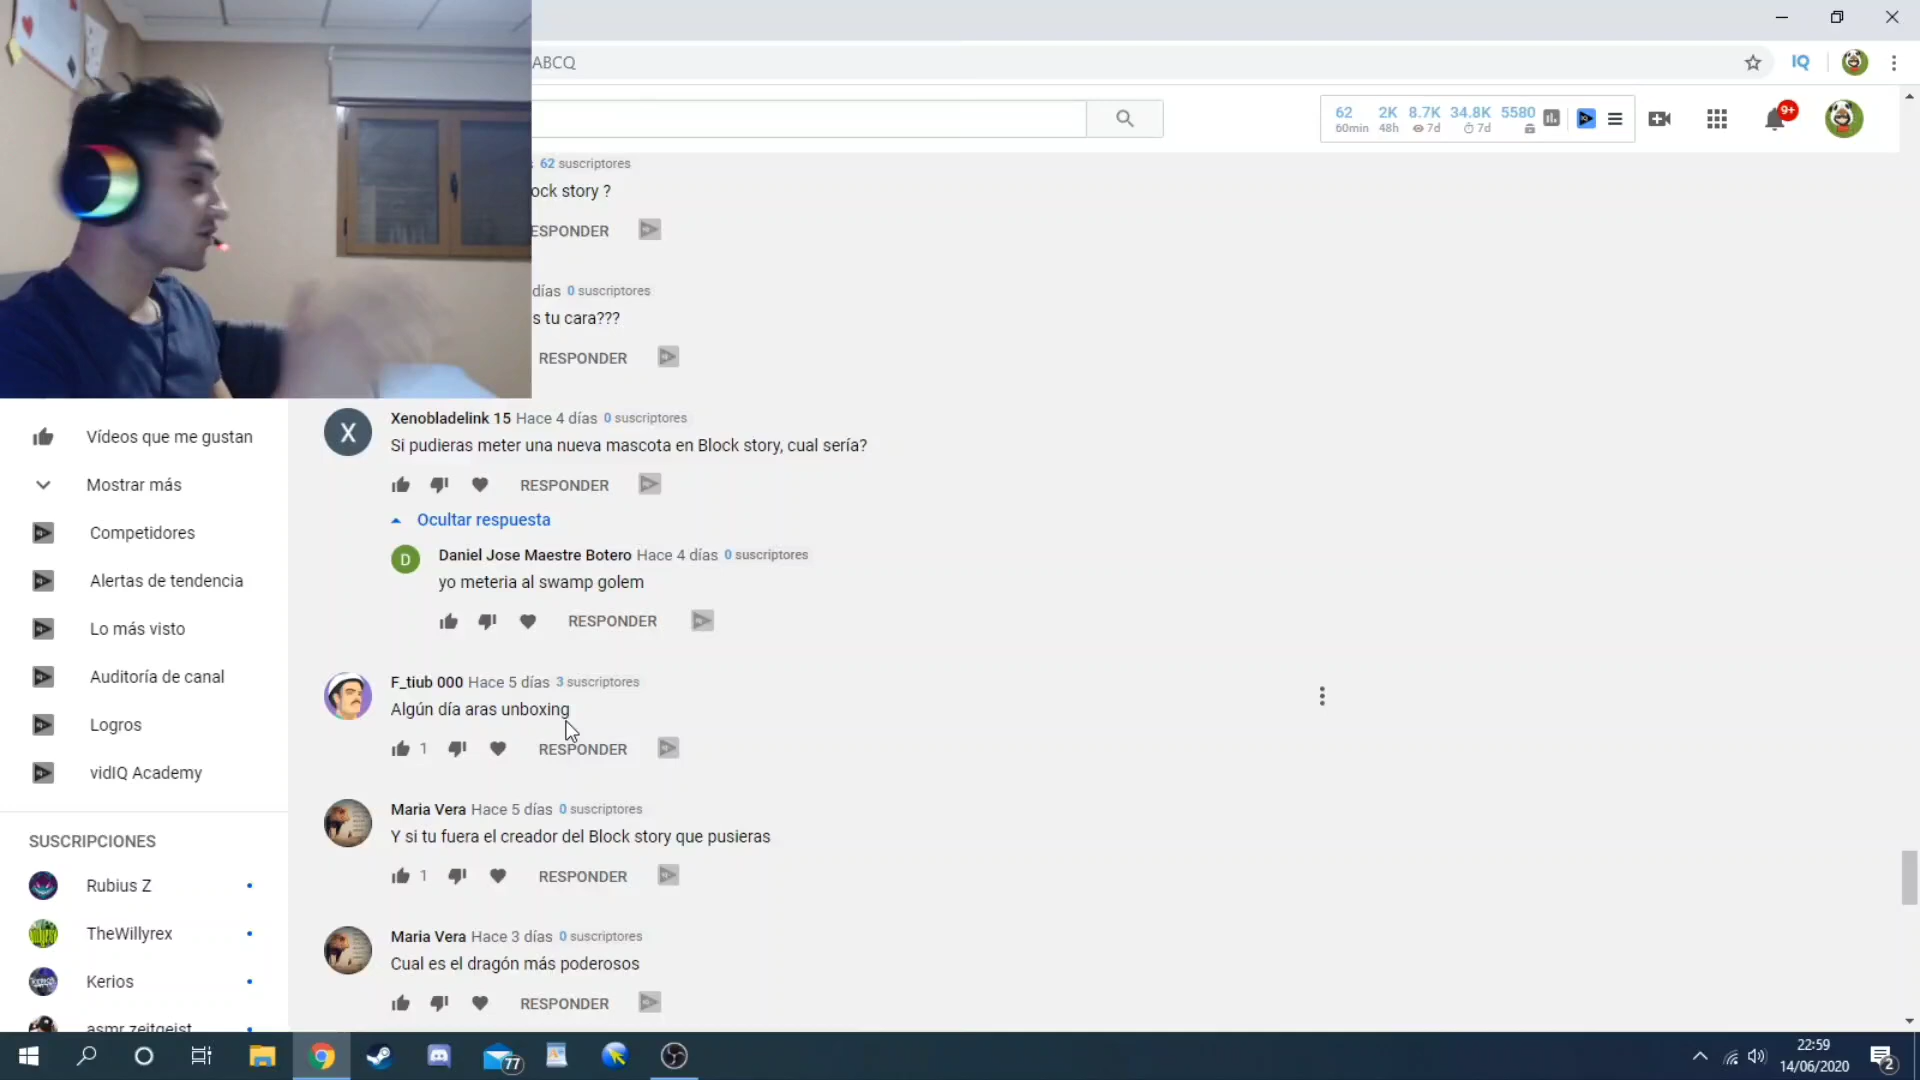 ABCQ
62 2K 8.7K 34.8K 5580
60min 48h 7d 7d
9+
62 suscriptores
ock story ?
ESPONDER
días 0 suscriptores
s tu cara???
RESPONDER
Xenobladelink 15 Hace 4 días 0 suscriptores
Si pudieras meter una nueva mascota en Block story, cual sería?
RESPONDER
Ocultar respuesta
Daniel Jose Maestre Botero Hace 4 días 0 suscriptores
yo meteria al swamp golem
RESPONDER
F_tiub 000 Hace 5 días 3 suscriptores
Algún día aras unboxing
1 RESPONDER
Maria Vera Hace 5 días 0 suscriptores
Y si tu fuera el creador del Block story que pusieras
1 RESPONDER
Maria Vera Hace 3 días 0 suscriptores
Cual es el dragón más poderosos
RESPONDER
Vídeos que me gustan
Mostrar más
Competidores
Alertas de tendencia
Lo más visto
Auditoría de canal
Logros
vidIQ Academy
SUSCRIPCIONES
Rubius Z
TheWillyrex
Kerios
asmr zeitgeist
X
D
IQ
77
22:59
14/06/2020
2